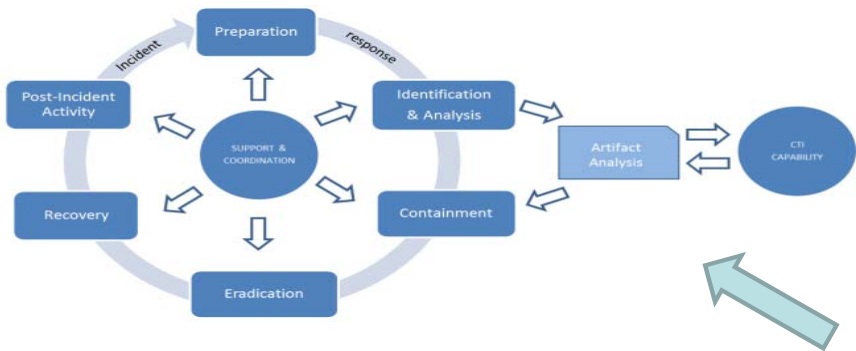 Preparation
Incident
response
Post-Incident
Activity
Identification
& Analysis
SUPPORT &
COORDINATION
Artifact
Analysis
CTI
CAPABILITY
Recovery
Containment
Eradication